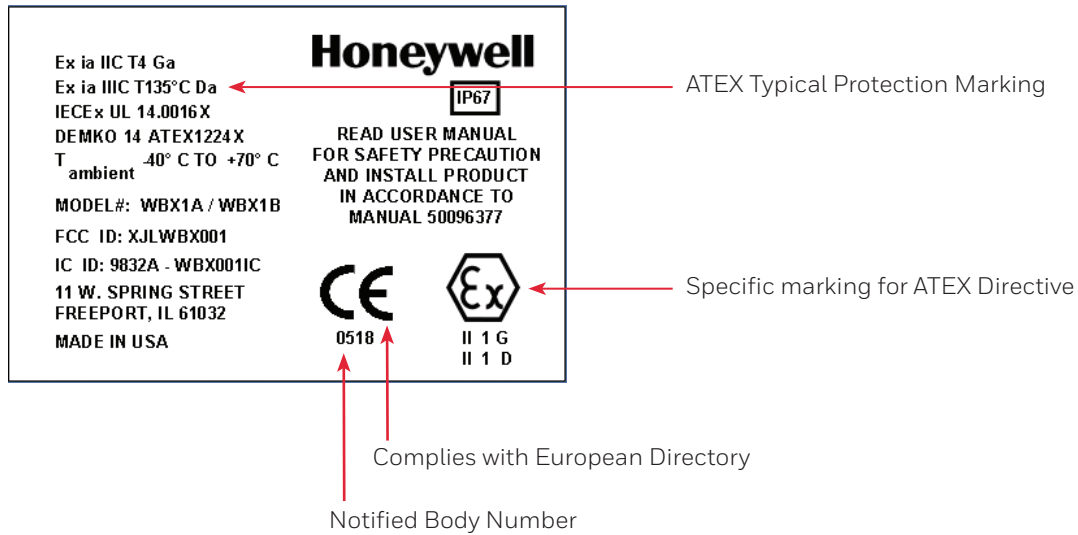 Ex ia IIC T4 Ga
Ex ia IIIC T135°C Da
IECEx UL 14.0016X
DEMKO 14 ATEX1224X
T ambient -40° C TO +70° C
MODEL#: WBX1A / WBX1B
FCC ID: XJLWBX001
IC ID: 9832A - WBX001IC
11 W. SPRING STREET
FREEPORT, IL 61032
MADE IN USA
Honeywell
IP67
READ USER MANUAL
FOR SAFETY PRECAUTION
AND INSTALL PRODUCT
IN ACCORDANCE TO
MANUAL 50096377
CE
0518
Ex
II 1 G
II 1 D
ATEX Typical Protection Marking
Specific marking for ATEX Directive
Complies with European Directory
Notified Body Number